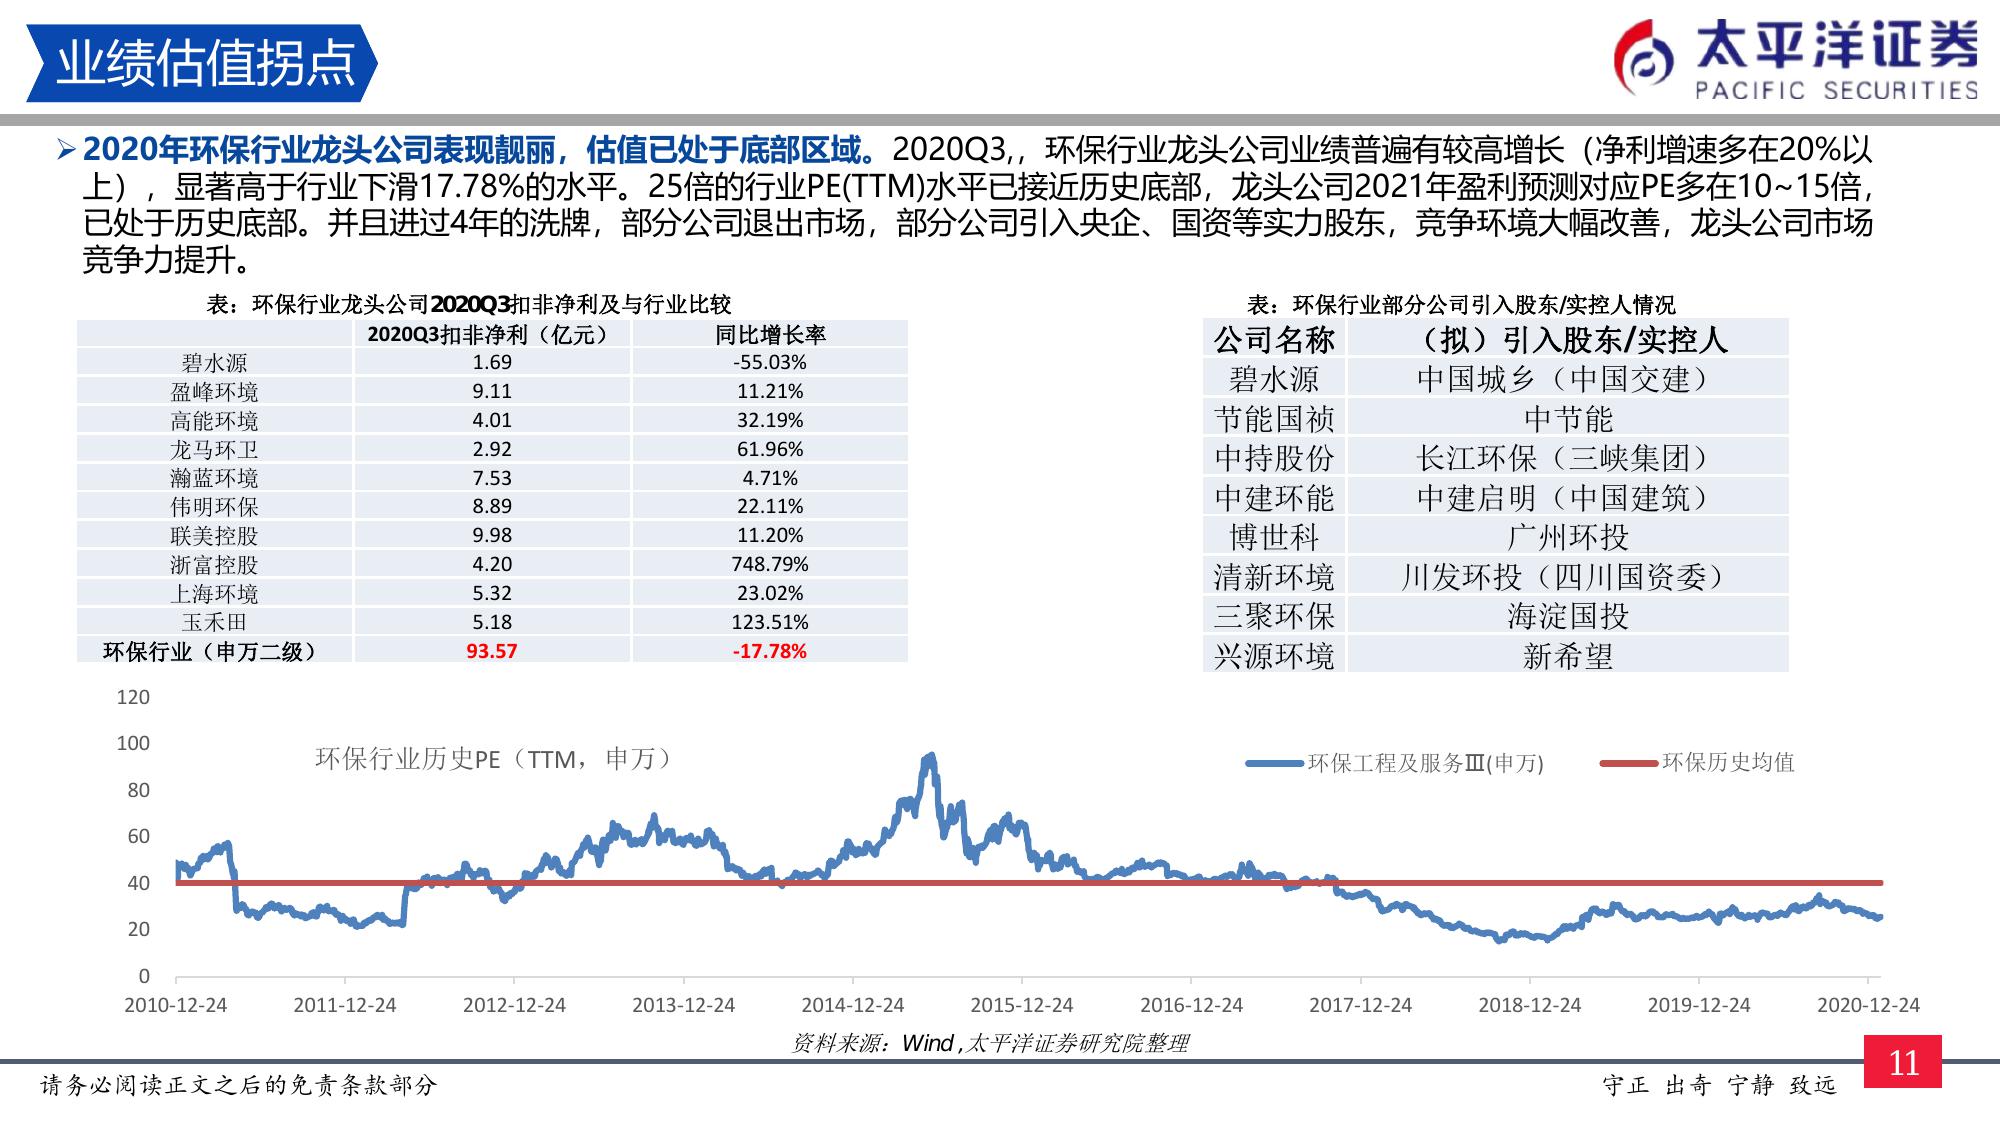 业绩估值拐点
太平洋证券
PACIFIC SECURITIES
➢2020年环保行业龙头公司表现靓丽，估值已处于底部区域。2020Q3,，环保行业龙头公司业绩普遍有较高增长（净利增速多在20%以
上），显著高于行业下滑17.78%的水平。25倍的行业PE(TTM)水平已接近历史底部，龙头公司2021年盈利预测对应PE多在10~15倍，
已处于历史底部。并且进过4年的洗牌，部分公司退出市场，部分公司引入央企、国资等实力股东，竞争环境大幅改善，龙头公司市场
竞争力提升。
表：环保行业龙头公司2020Q3扣非净利及与行业比较
2020Q3扣非净利（亿元） 同比增长率
碧水源 1.69 -55.03%
盈峰环境 9.11 11.21%
高能环境 4.01 32.19%
龙马环卫 2.92 61.96%
瀚蓝环境 7.53 4.71%
伟明环保 8.89 22.11%
联美控股 9.98 11.20%
浙富控股 4.20 748.79%
上海环境 5.32 23.02%
玉禾田 5.18 123.51%
环保行业（申万二级） 93.57 -17.78%
表：环保行业部分公司引入股东/实控人情况
公司名称 （拟）引入股东/实控人
碧水源 中国城乡（中国交建）
节能国祯 中节能
中持股份 长江环保（三峡集团）
中建环能 中建启明（中国建筑）
博世科 广州环投
清新环境 川发环投（四川国资委）
三聚环保 海淀国投
兴源环境 新希望
环保行业历史PE（TTM，申万）
环保工程及服务Ⅲ(申万) 环保历史均值
120
100
80
60
40
20
0
2010-12-24 2011-12-24 2012-12-24 2013-12-24 2014-12-24 2015-12-24 2016-12-24 2017-12-24 2018-12-24 2019-12-24 2020-12-24
资料来源：Wind ,太平洋证券研究院整理
请务必阅读正文之后的免责条款部分
守正 出奇 宁静 致远
11